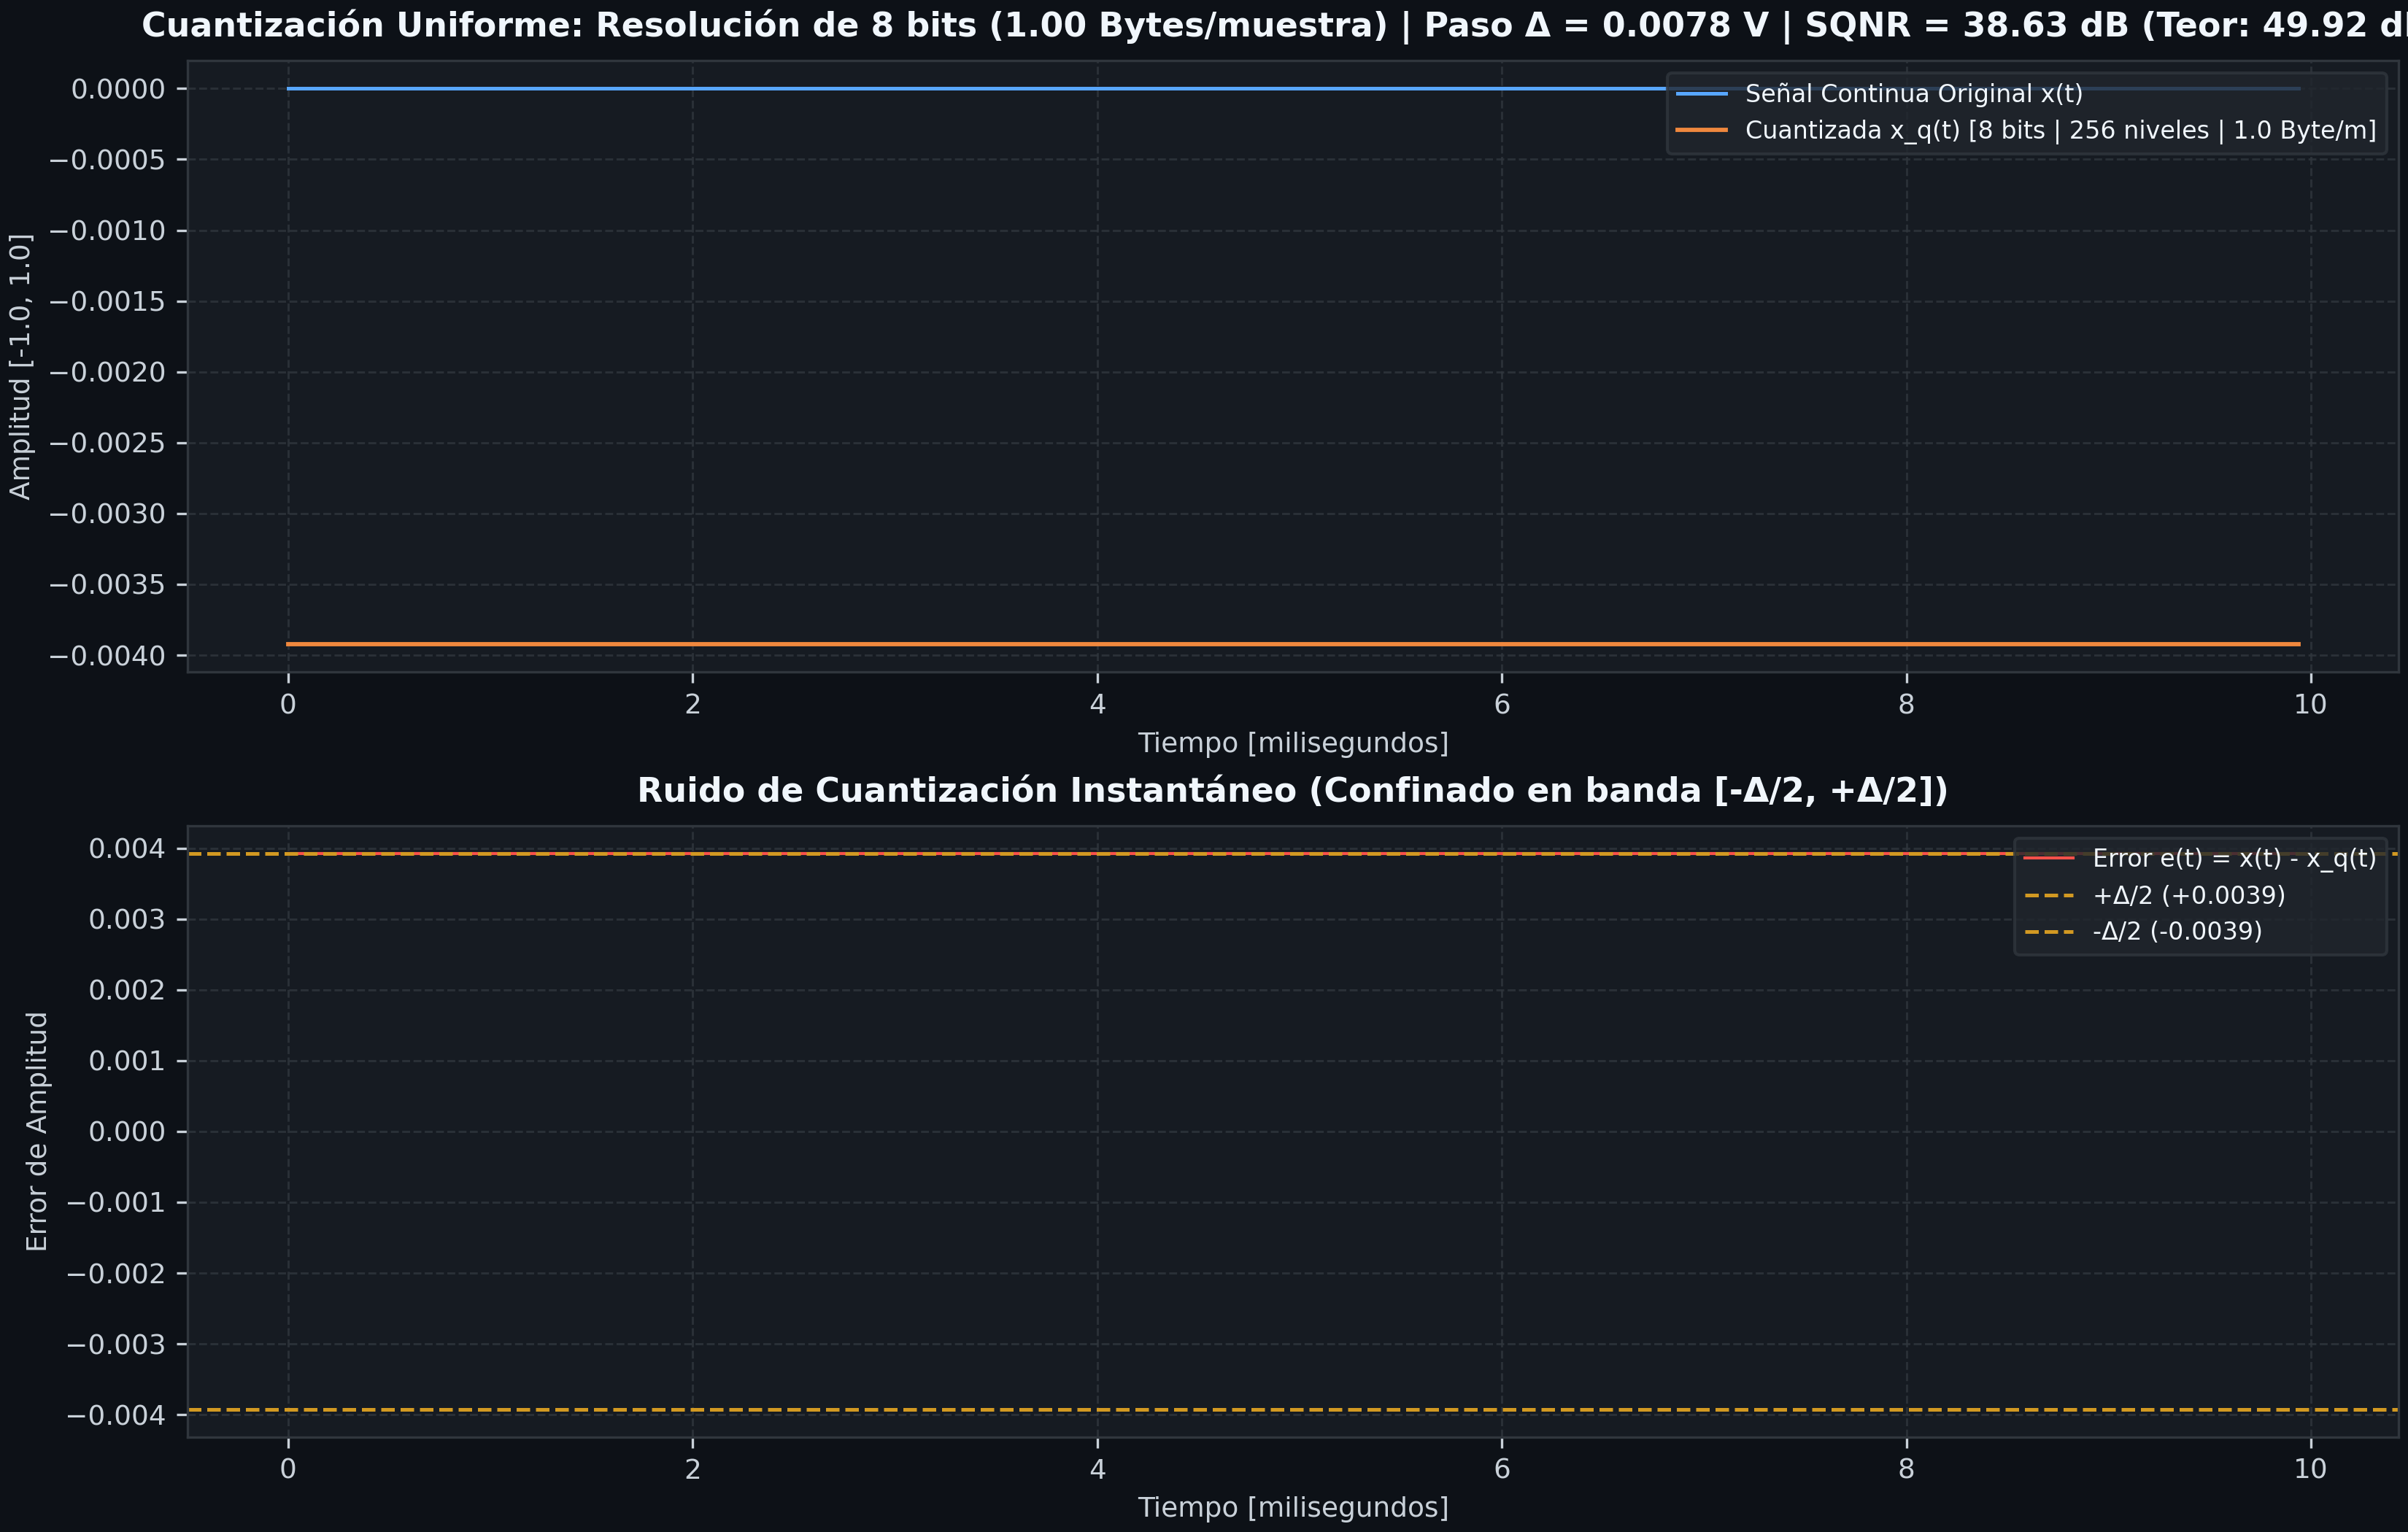 Cuantización Uniforme: Resolución de 8 bits (1.00 Bytes/muestra) | Paso Δ = 0.0078 V | SQNR = 38.63 dB (Teor: 49.92 d
Señal Continua Original x(t)
Cuantizada x_q(t) [8 bits | 256 niveles | 1.0 Byte/m]
Amplitud [-1.0, 1.0]
0.0000
−0.0005
−0.0010
−0.0015
−0.0020
−0.0025
−0.0030
−0.0035
−0.0040
0 2 4 6 8 10
Tiempo [milisegundos]
Ruido de Cuantización Instantáneo (Confinado en banda [-Δ/2, +Δ/2])
Error e(t) = x(t) - x_q(t)
+Δ/2 (+0.0039)
-Δ/2 (-0.0039)
Error de Amplitud
0.004
0.003
0.002
0.001
0.000
−0.001
−0.002
−0.003
−0.004
0 2 4 6 8 10
Tiempo [milisegundos]